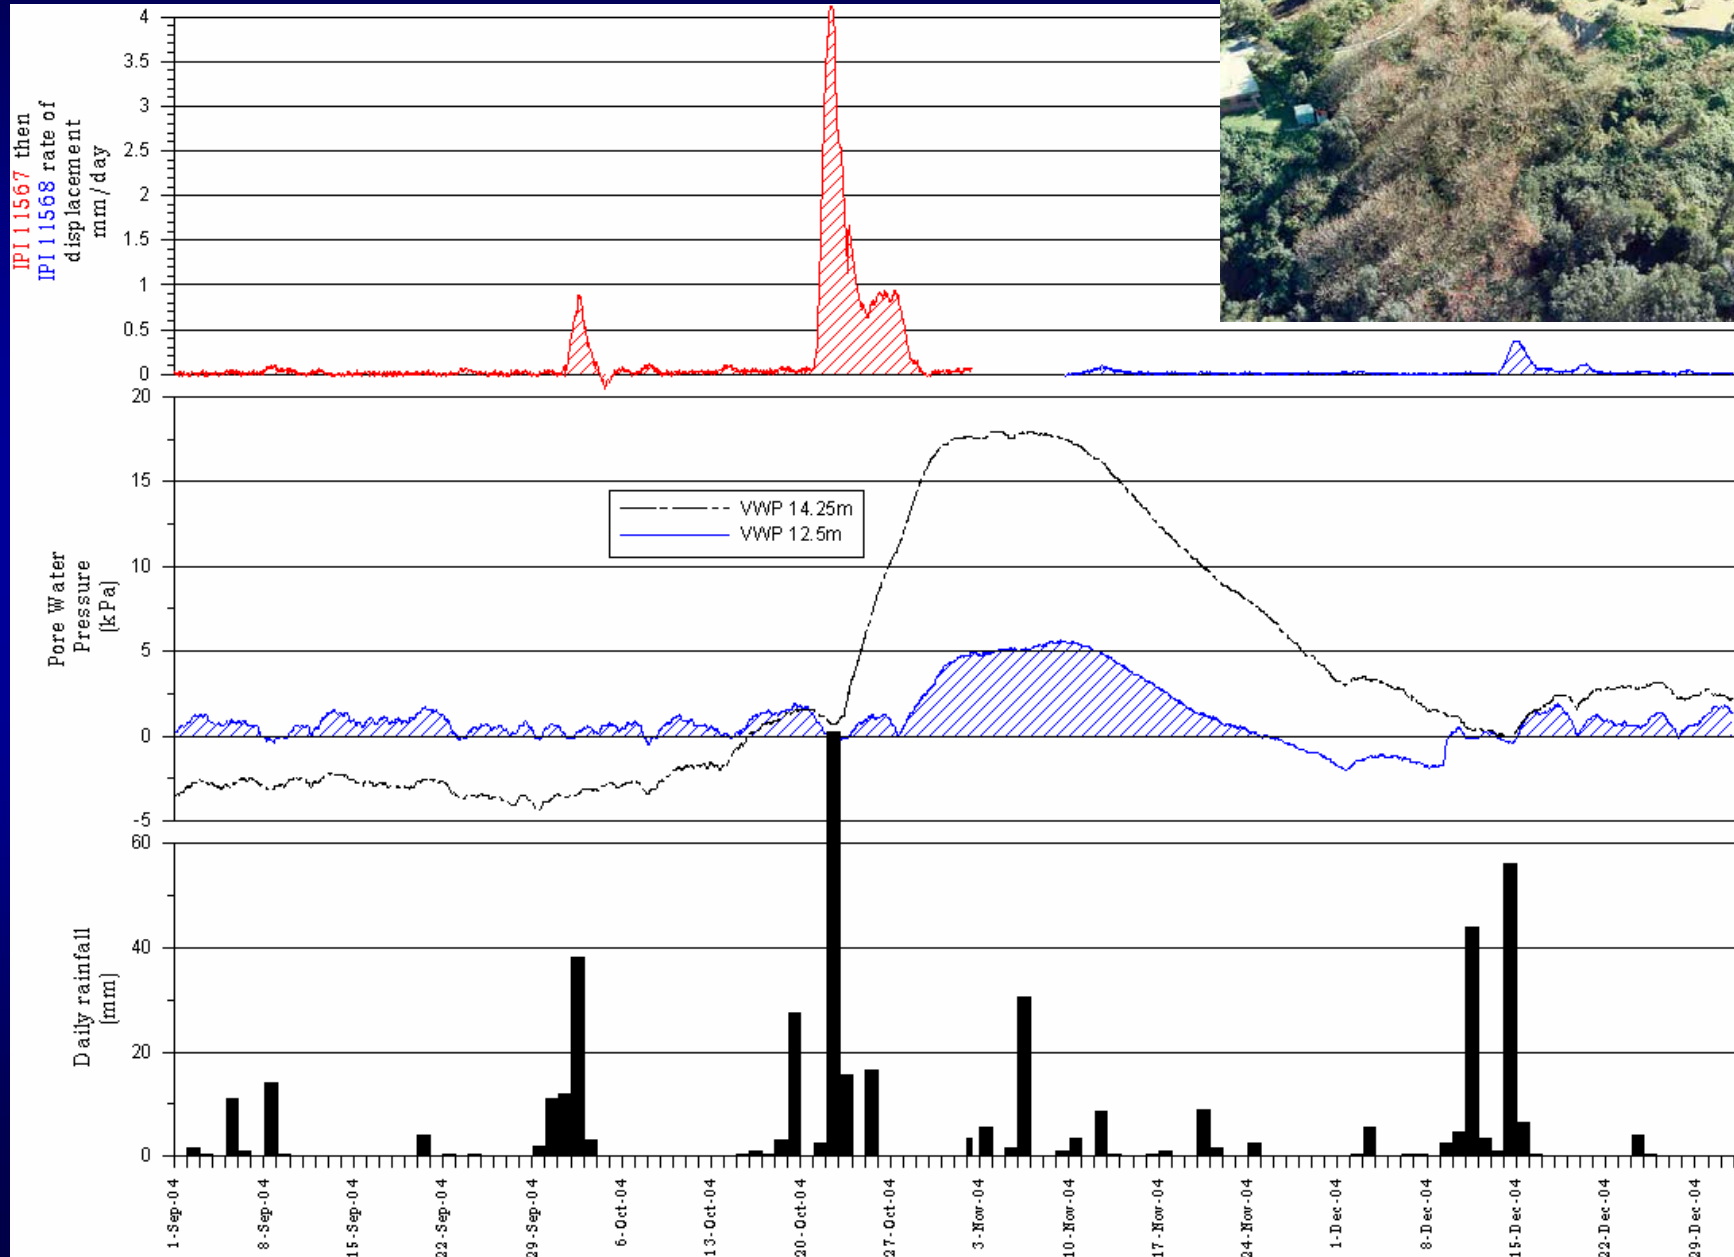 4
3.5
3
2.5
2
1.5
1
0.5
0
IPI 11567 then
IPI 11568 rate of
displacement
mm/day
20
15
10
5
0
-5
Pore Water
Pressure
(kPa)
VWP 14.25m
VWP 12.5m
60
40
20
0
Daily rainfall
(mm)
1-Sep-04
8-Sep-04
15-Sep-04
22-Sep-04
29-Sep-04
6-Oct-04
13-Oct-04
20-Oct-04
27-Oct-04
3-Nov-04
10-Nov-04
17-Nov-04
24-Nov-04
1-Dec-04
8-Dec-04
15-Dec-04
22-Dec-04
29-Dec-04